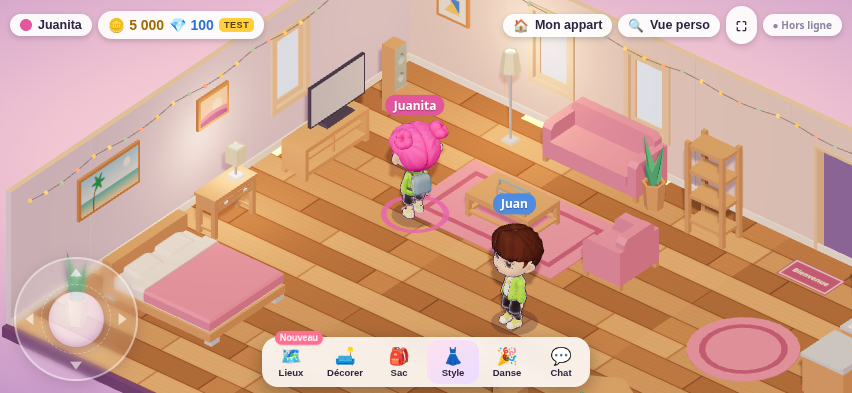 Juanita
5 000
100
TEST
Mon appart
Vue perso
Hors ligne
Juanita
Juan
Bienvenue
Nouveau
Lieux
Décorer
Sac
Style
Danse
Chat